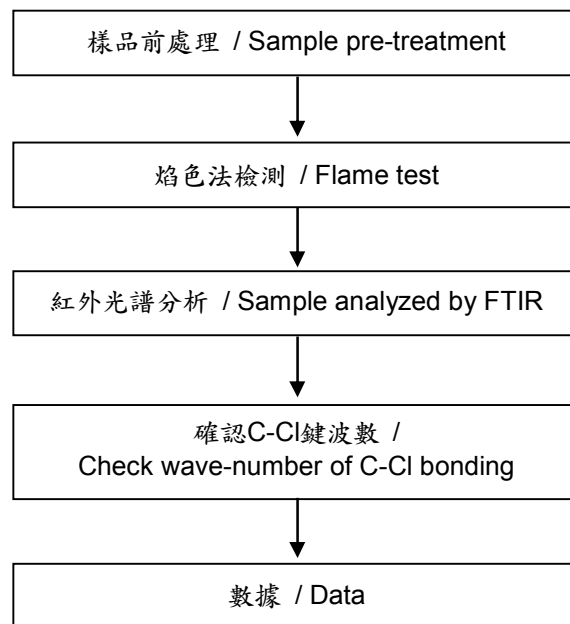 樣品前處理 / Sample pre-treatment
焰色法檢測 / Flame test
紅外光譜分析 / Sample analyzed by FTIR
確認C-Cl鍵波數 /
Check wave-number of C-Cl bonding
數據 / Data